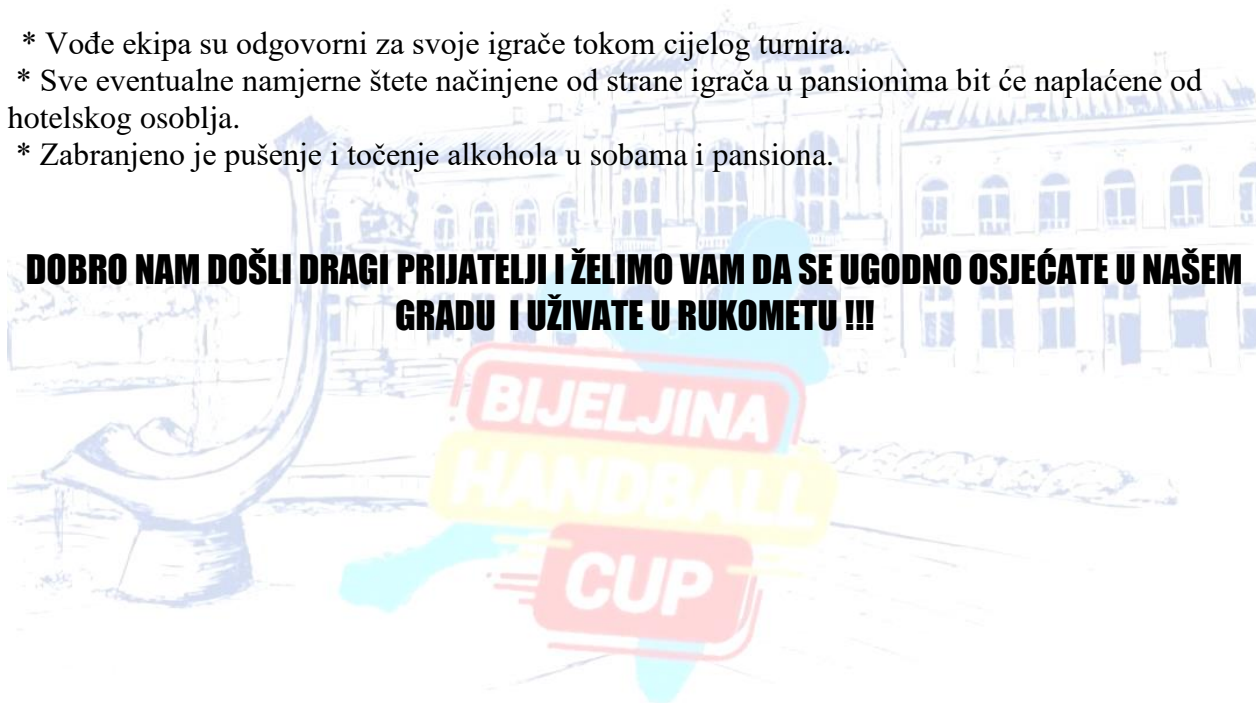 * Vođe ekipa su odgovorni za svoje igrače tokom cijelog turnira.
* Sve eventualne namjerne štete načinjene od strane igrača u pansionima bit će naplaćene od
hotelskog osoblja.
* Zabranjeno je pušenje i točenje alkohola u sobama i pansiona.
DOBRO NAM DOŠLI DRAGI PRIJATELJI I ŽELIMO VAM DA SE UGODNO OSJEĆATE U NAŠEM
GRADU I UŽIVATE U RUKOMETU !!!
BIJELJINA
HANDBALL
CUP